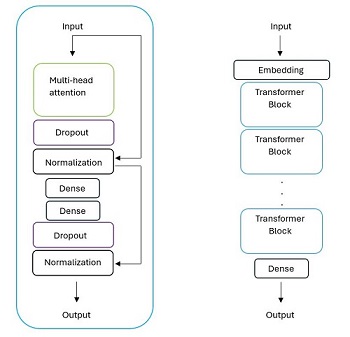 Input
Multi-head
attention
Dropout
Normalization
Dense
Dense
Dropout
Normalization
Output
Input
Embedding
Transformer
Block
Transformer
Block
Transformer
Block
Dense
Output